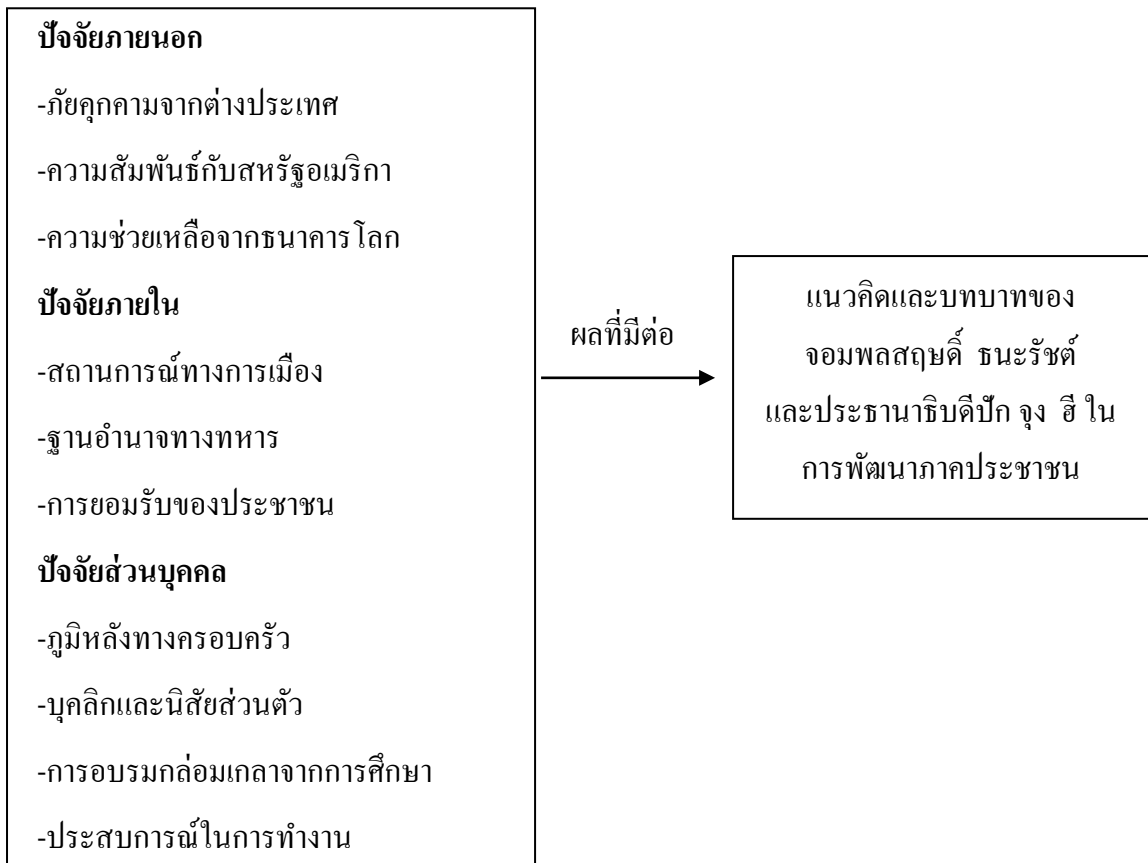 ปัจจัยภายนอก
-ภัยคุกคามจากต่างประเทศ
-ความสัมพันธ์กับสหรัฐอเมริกา
-ความช่วยเหลือจากธนาคารโลก
ปัจจัยภายใน
-สถานการณ์ทางการเมือง
-ฐานอำนาจทางทหาร
-การยอมรับของประชาชน
ปัจจัยส่วนบุคคล
-ภูมิหลังทางครอบครัว
-บุคลิกและนิสัยส่วนตัว
-การอบรมกล่อมเกลาจากการศึกษา
-ประสบการณ์ในการทำงาน
ผลที่มีต่อ
แนวคิดและบทบาทของ
จอมพลสฤษดิ์ ธนะรัชต์
และประธานาธิบดีปัก จุง ฮี ใน
การพัฒนาภาคประชาชน